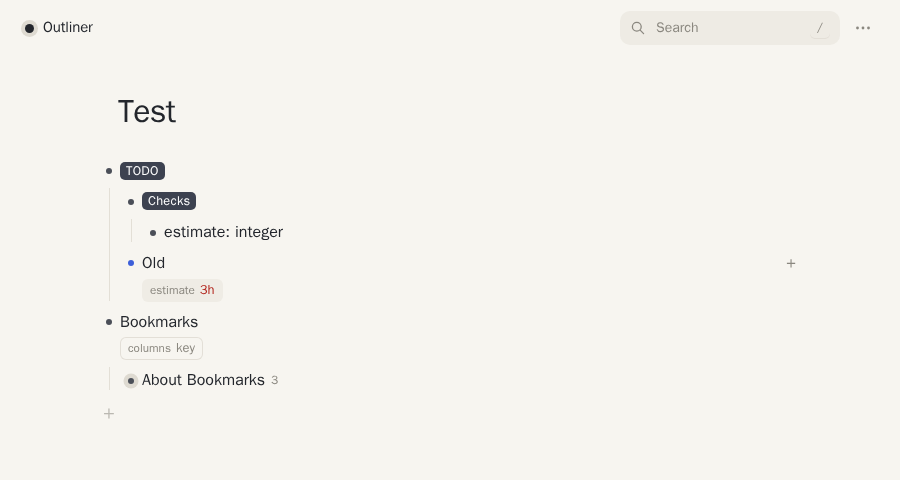 Outliner
Search /
Test
TODO
Checks
estimate: integer
Old
estimate 3h
Bookmarks
columns key
About Bookmarks 3